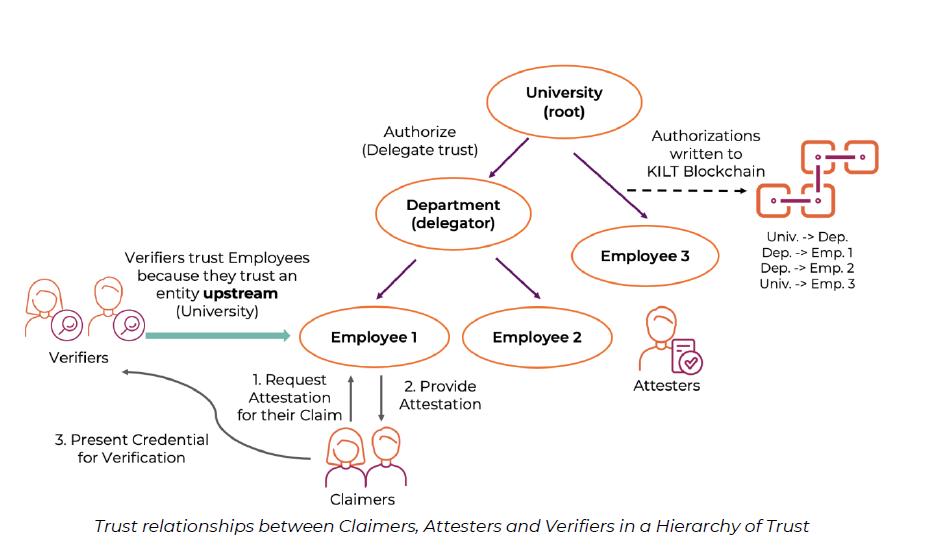 University
(root)
Authorize
(Delegate trust)
Authorizations
written to
KILT Blockchain
Department
(delegator)
Employee 3
Univ. -> Dep.
Dep. -> Emp. 1
Dep. -> Emp. 2
Univ. -> Emp. 3
Verifiers trust Employees
because they trust an
entity upstream
(University)
Verifiers
Employee 1
Employee 2
Attesters
1. Request
Attestation
for their Claim
2. Provide
Attestation
3. Present Credential
for Verification
Claimers
Trust relationships between Claimers, Attesters and Verifiers in a Hierarchy of Trust